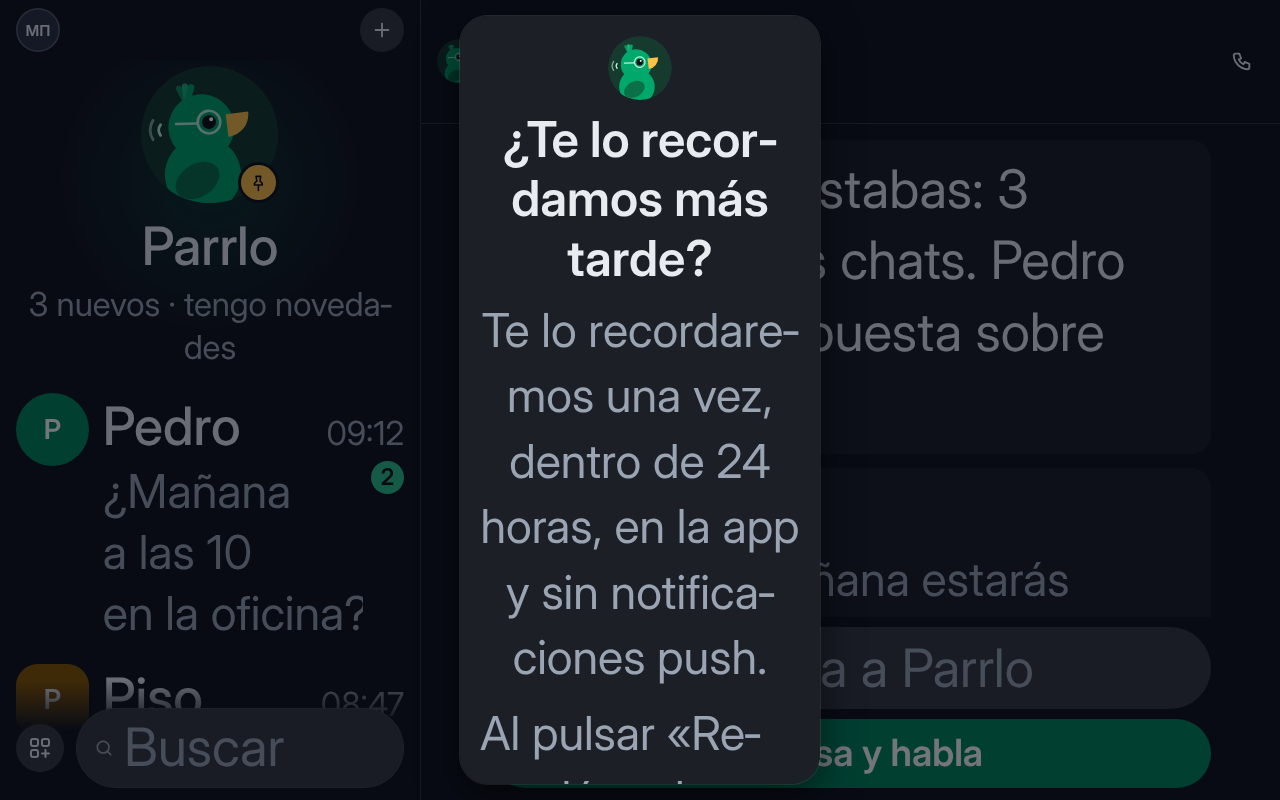 МП
Parrlo
3 nuevos · tengo noveda-
des
P
Pedro
09:12
¿Mañana
a las 10
en la oficina?
2
P
Piso
08:47
Buscar
¿Te lo recor-
damos más
tarde?
Te lo recordare-
mos una vez,
dentro de 24
horas, en la app
y sin notifica-
ciones push.
Al pulsar «Re-
stabas: 3
chats. Pedro
puesta sobre
ñana estarás
a a Parrlo
sa y habla